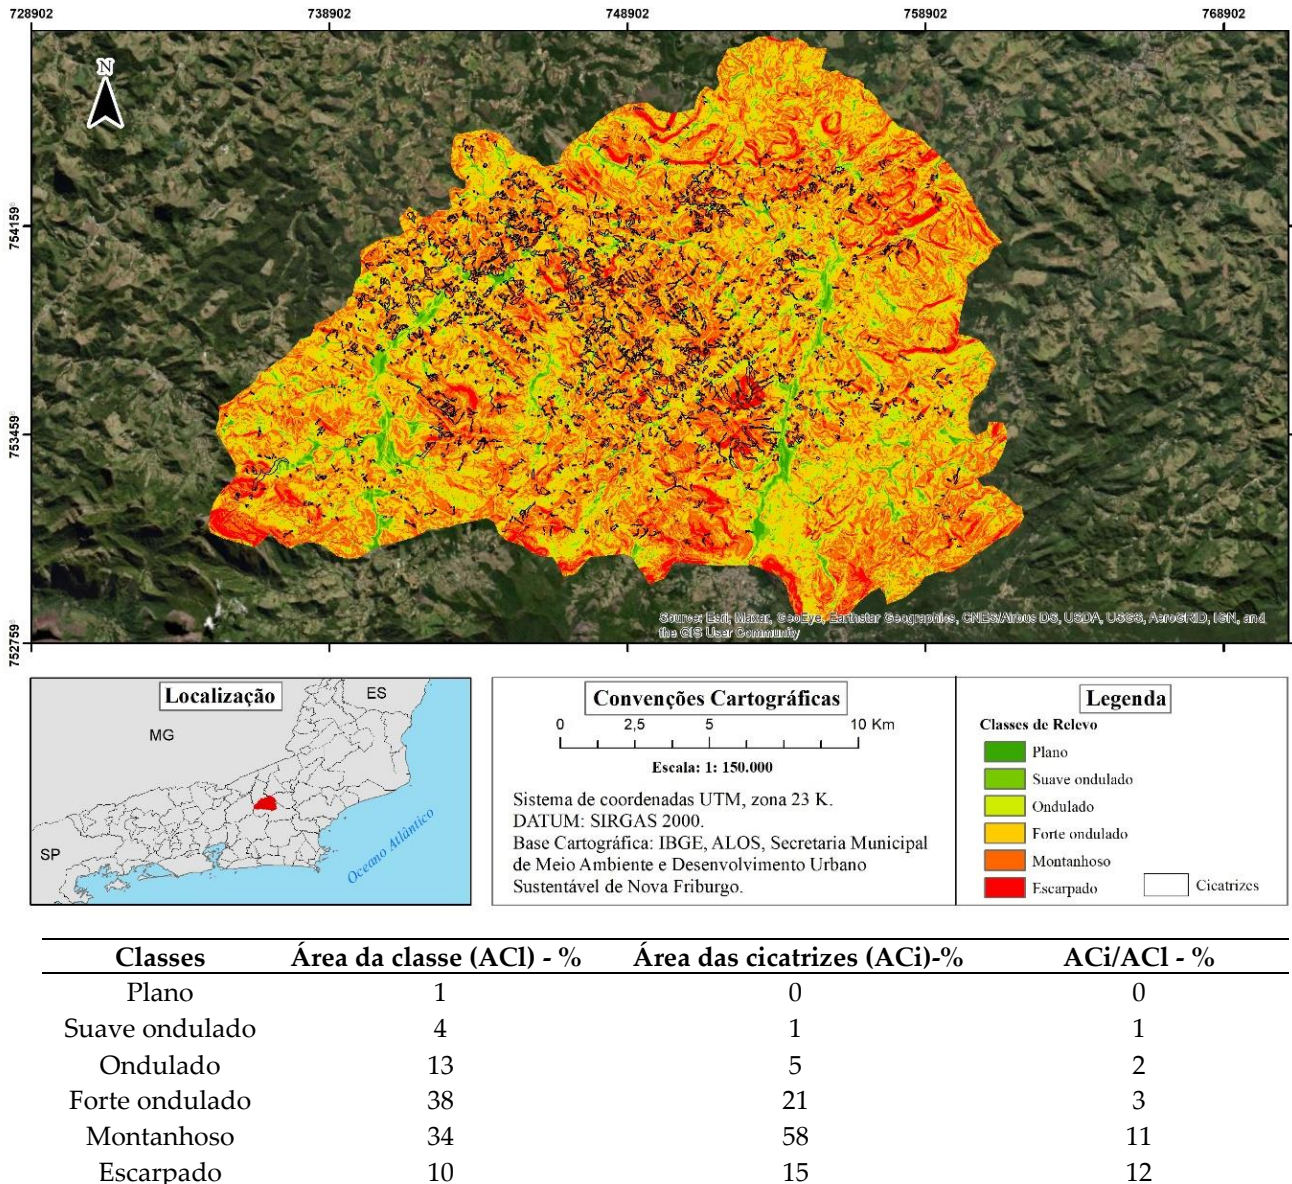 728902 738902 748902 758902 768902
N
754159
753459
752759
Source: Esri, Maxar, GeoEye, Earthstar Geographics, CNES/Airbus DS, USDA, USGS, AeroGRID, IGN, and
the GIS User Community
Localização
ES
MG
SP
Oceano Atlântico
Convenções Cartográficas
0 2,5 5 10 Km
Escala: 1: 150.000
Sistema de coordenadas UTM, zona 23 K.
DATUM: SIRGAS 2000.
Base Cartográfica: IBGE, ALOS, Secretaria Municipal
de Meio Ambiente e Desenvolvimento Urbano
Sustentável de Nova Friburgo.
Legenda
Classes de Relevo
Plano
Suave ondulado
Ondulado
Forte ondulado
Montanhoso
Escarpado
Cicatrizes
Classes Área da classe (ACl) - % Área das cicatrizes (ACi)-% ACi/ACl - %
Plano 1 0 0
Suave ondulado 4 1 1
Ondulado 13 5 2
Forte ondulado 38 21 3
Montanhoso 34 58 11
Escarpado 10 15 12